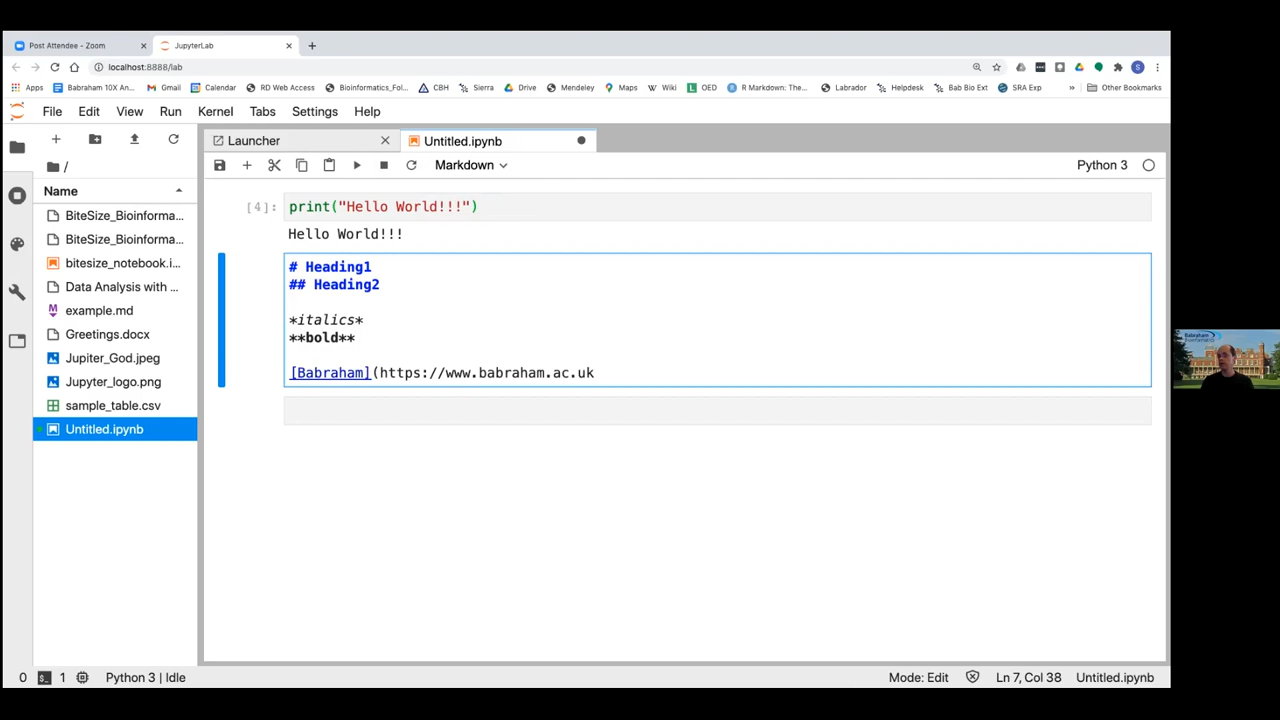 Post Attendee - Zoom
JupyterLab
localhost:8888/lab
Apps Babraham 10X An... Gmail Calendar RD Web Access Bioinformatics_Fol... CBH Sierra Drive Mendeley Maps Wiki OED R Markdown: The... Labrador Helpdesk Bab Bio Ext SRA Exp » Other Bookmarks
File Edit View Run Kernel Tabs Settings Help
Launcher
Untitled.ipynb
/
Markdown
Python 3
Name
BiteSize_Bioinforma...
BiteSize_Bioinforma...
bitesize_notebook.i...
Data Analysis with ...
example.md
Greetings.docx
Jupiter_God.jpeg
Jupyter_logo.png
sample_table.csv
Untitled.ipynb
[4]: print("Hello World!!!")
Hello World!!!
# Heading1
## Heading2
*italics*
**bold**
[Babraham](https://www.babraham.ac.uk
Babraham
Bioinformatics
0 1 Python 3 | Idle
Mode: Edit Ln 7, Col 38 Untitled.ipynb